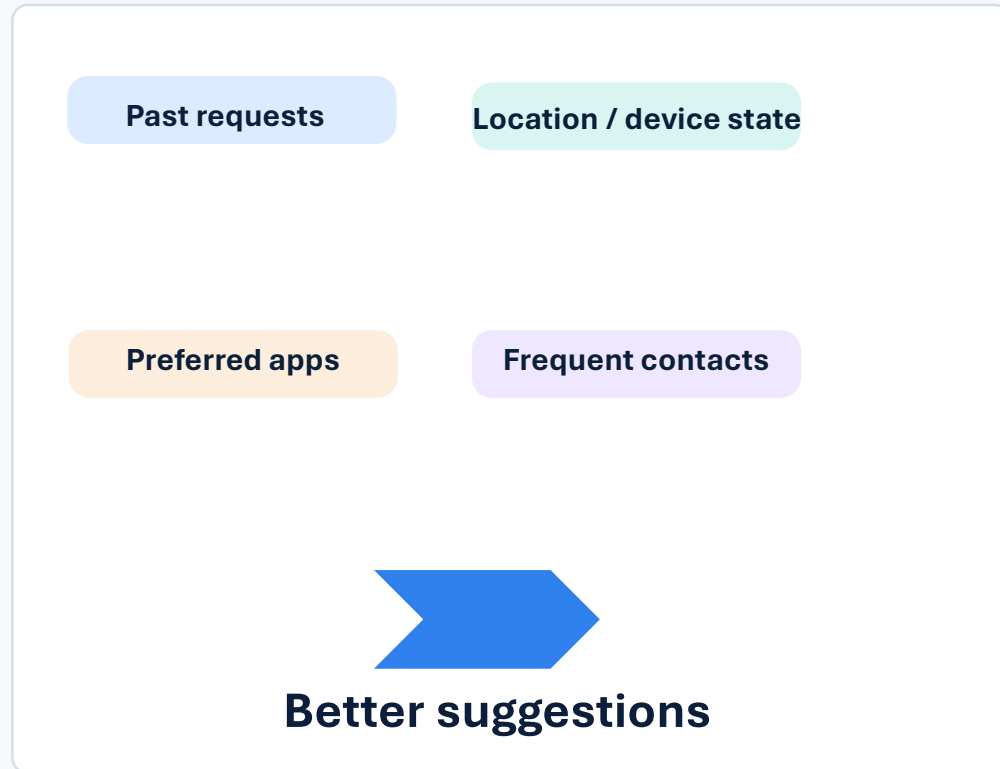 Past requests
Location / device state
Preferred apps
Frequent contacts
Better suggestions